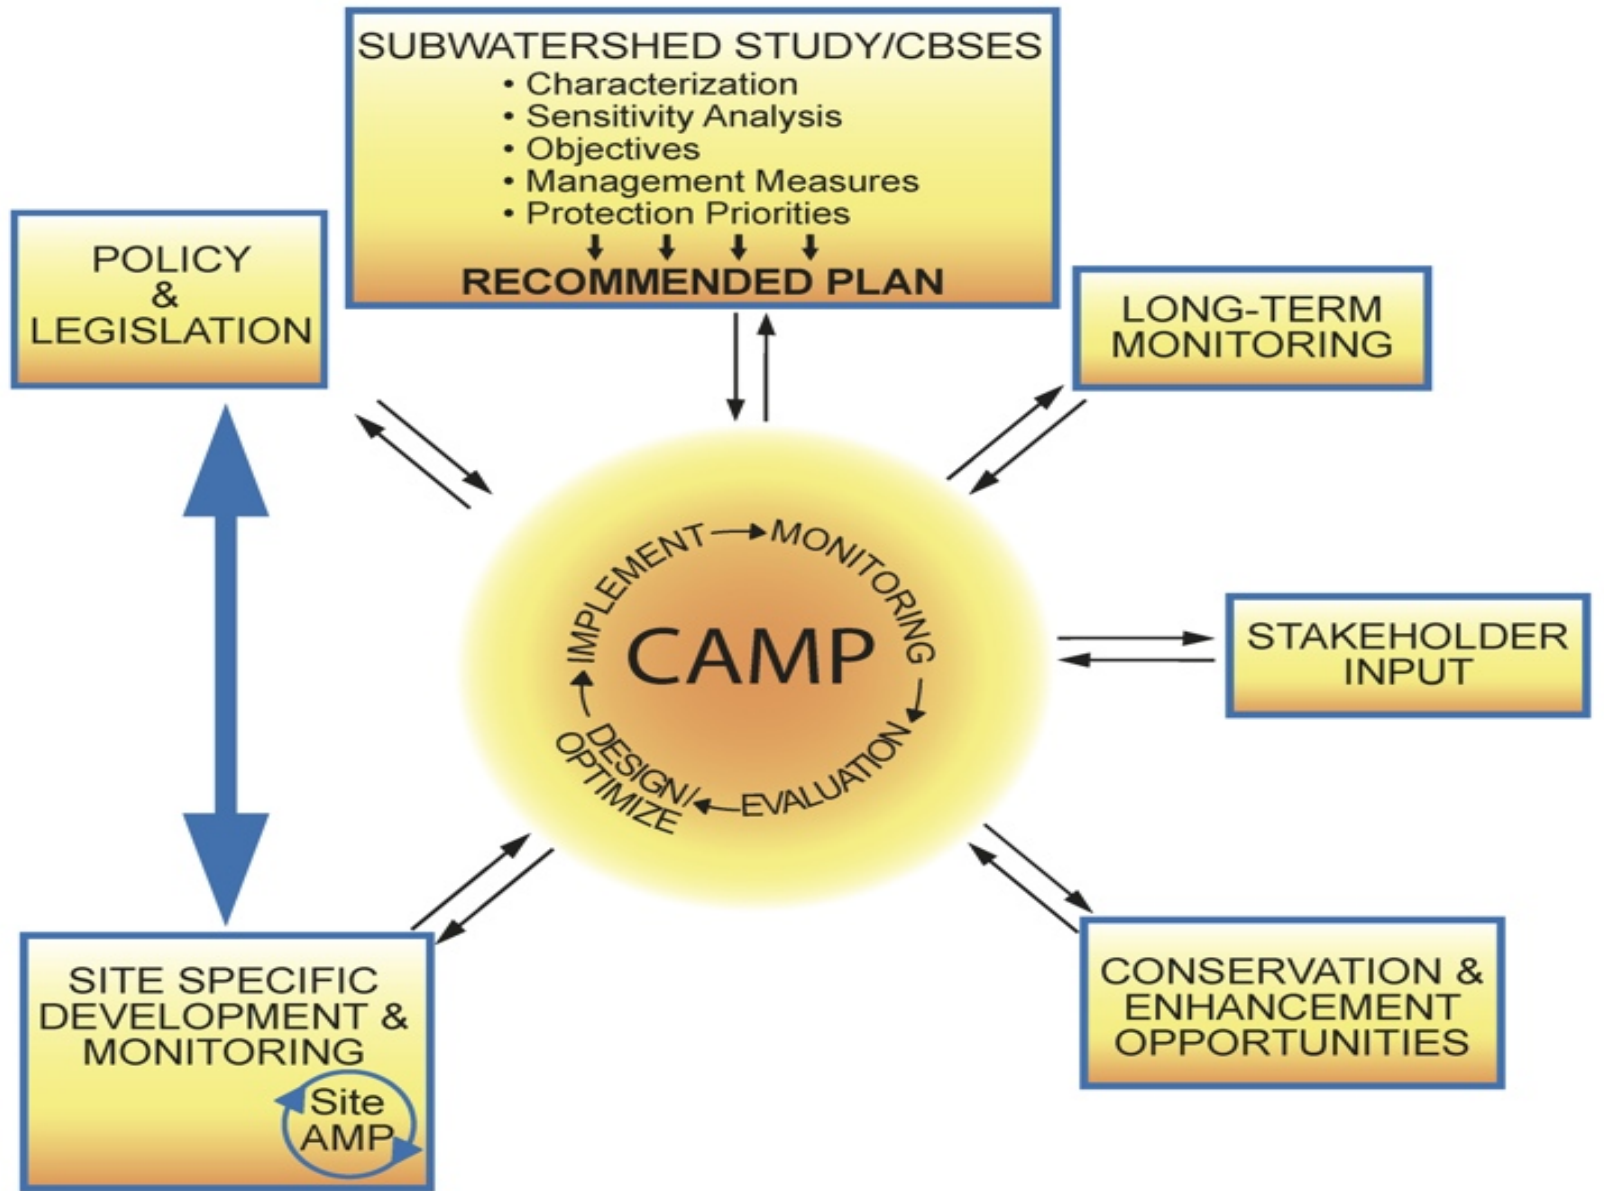 SUBWATERSHED STUDY/CBSES
• Characterization
• Sensitivity Analysis
• Objectives
• Management Measures
• Protection Priorities
RECOMMENDED PLAN
POLICY
&
LEGISLATION
LONG-TERM
MONITORING
IMPLEMENT
MONITORING
CAMP
EVALUATION
DESIGN/
OPTIMIZE
STAKEHOLDER
INPUT
SITE SPECIFIC
DEVELOPMENT &
MONITORING
Site
AMP
CONSERVATION &
ENHANCEMENT
OPPORTUNITIES